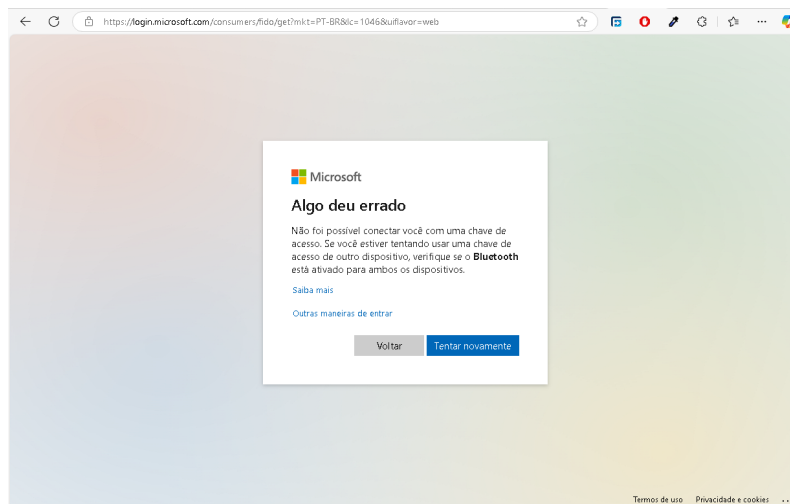 https://login.microsoft.com/consumers/fido/get?mkt=PT-BR&lc=1046&uiflavor=web
Microsoft
Algo deu errado
Não foi possível conectar você com uma chave de
acesso. Se você estiver tentando usar uma chave de
acesso de outro dispositivo, verifique se o Bluetooth
está ativado para ambos os dispositivos.
Saiba mais
Outras maneiras de entrar
Voltar Tentar novamente
Termos de uso Privacidade e cookies ...